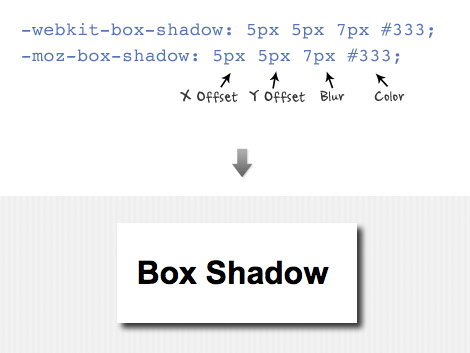 -webkit-box-shadow: 5px 5px 7px #333;
-moz-box-shadow: 5px 5px 7px #333;
X Offset Y Offset Blur Color
Box Shadow